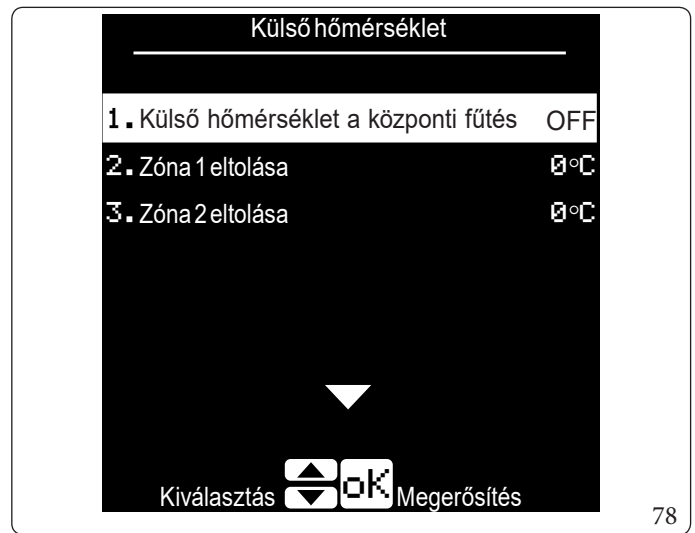 Külső hőmérséklet
1. Külső hőmérséklet a központi fűtés OFF
2. Zóna 1 eltolása 0°C
3. Zóna 2 eltolása 0°C
Kiválasztás oK Megerősítés
78